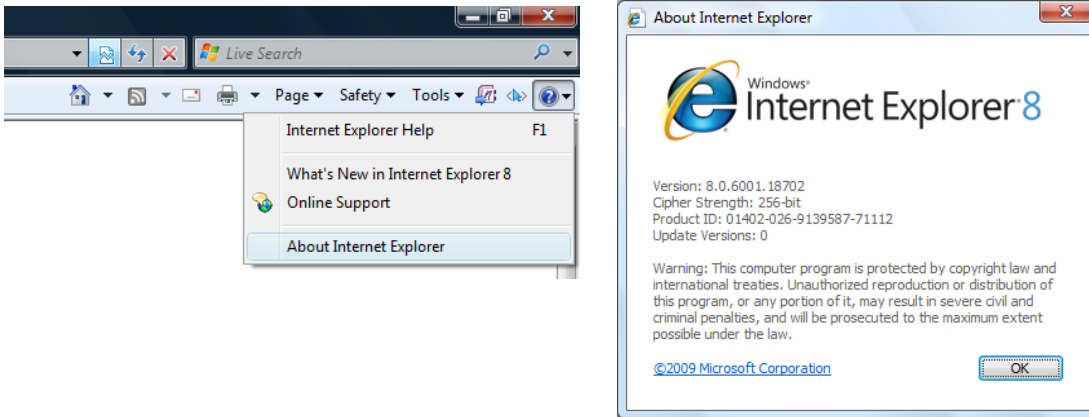 Live Search
Page Safety Tools
Internet Explorer Help F1
What's New in Internet Explorer 8
Online Support
About Internet Explorer
About Internet Explorer
Windows®
Internet Explorer 8
Version: 8.0.6001.18702
Cipher Strength: 256-bit
Product ID: 01402-026-9139587-71112
Update Versions: 0
Warning: This computer program is protected by copyright law and
international treaties. Unauthorized reproduction or distribution of
this program, or any portion of it, may result in severe civil and
criminal penalties, and will be prosecuted to the maximum extent
possible under the law.
©2009 Microsoft Corporation OK